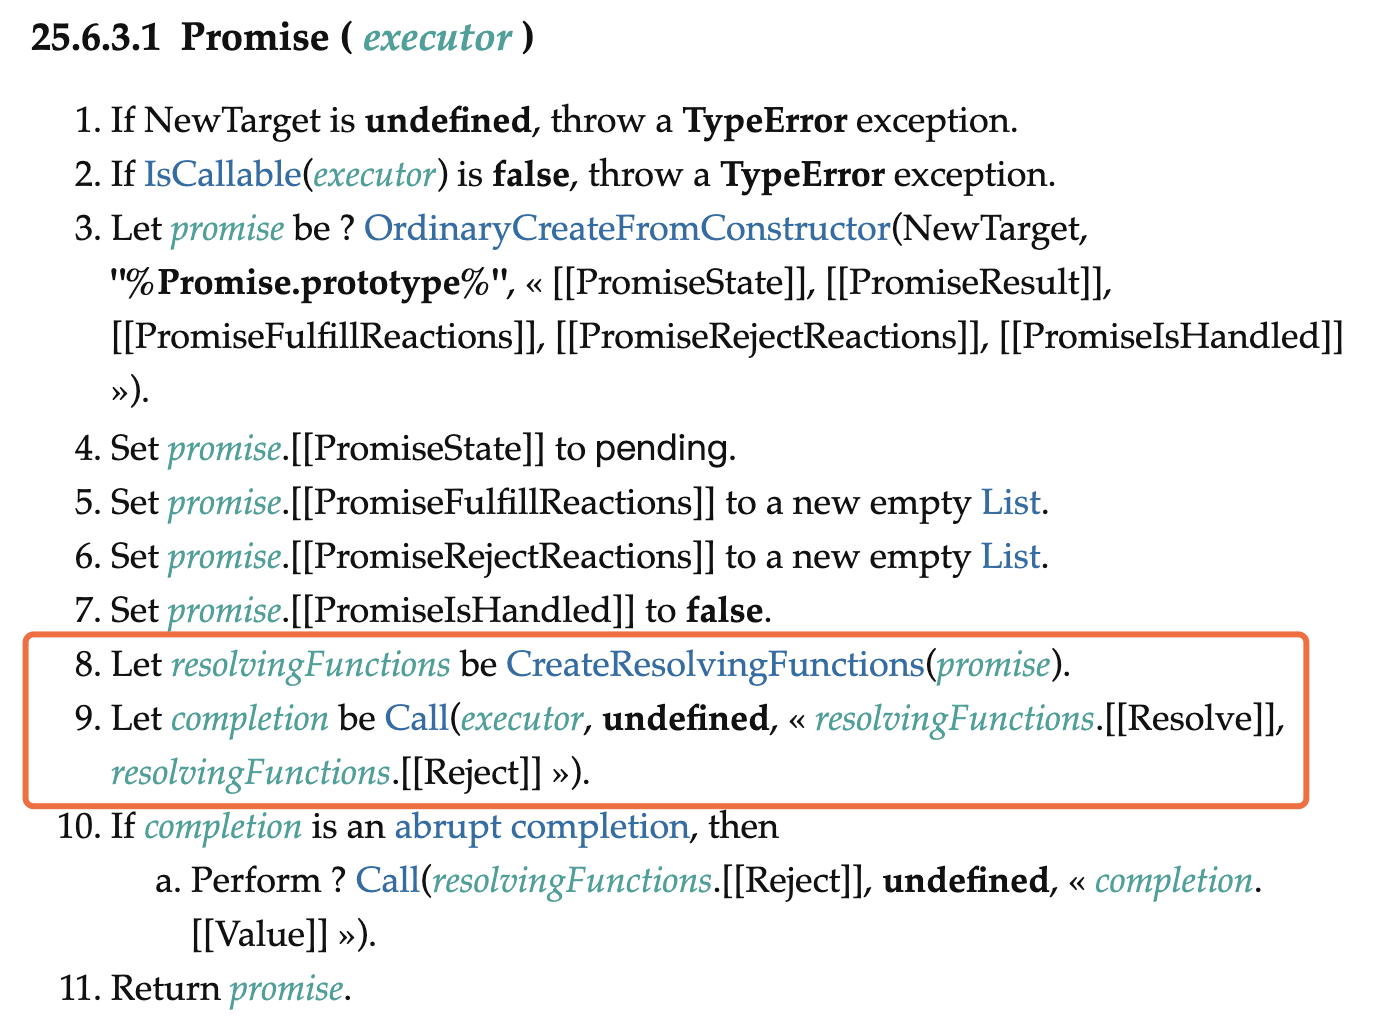 25.6.3.1 Promise ( executor )
1. If NewTarget is undefined, throw a TypeError exception.
2. If IsCallable(executor) is false, throw a TypeError exception.
3. Let promise be ? OrdinaryCreateFromConstructor(NewTarget,
"%Promise.prototype%", « [[PromiseState]], [[PromiseResult]],
[[PromiseFulfillReactions]], [[PromiseRejectReactions]], [[PromiseIsHandled]]
»).
4. Set promise.[[PromiseState]] to pending.
5. Set promise.[[PromiseFulfillReactions]] to a new empty List.
6. Set promise.[[PromiseRejectReactions]] to a new empty List.
7. Set promise.[[PromiseIsHandled]] to false.
8. Let resolvingFunctions be CreateResolvingFunctions(promise).
9. Let completion be Call(executor, undefined, « resolvingFunctions.[[Resolve]],
resolvingFunctions.[[Reject]] »).
10. If completion is an abrupt completion, then
a. Perform ? Call(resolvingFunctions.[[Reject]], undefined, « completion.
[[Value]] »).
11. Return promise.